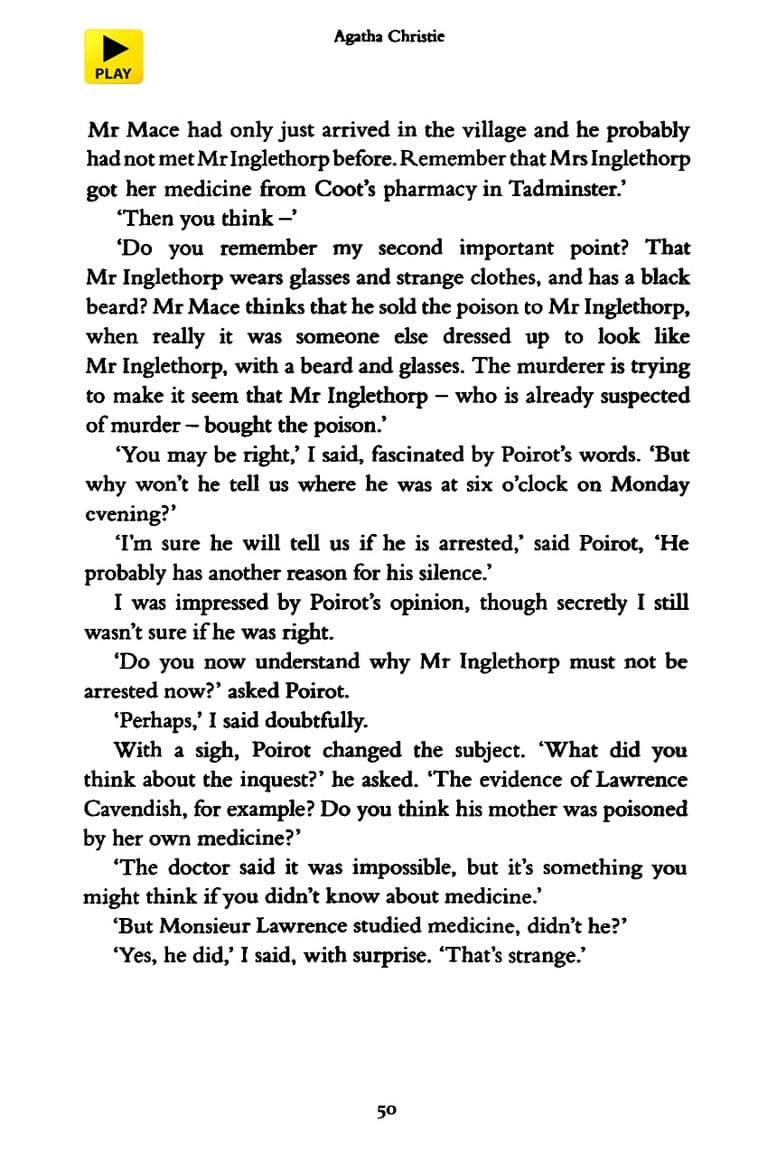 Agatha Christie
PLAY
Mr Mace had only just arrived in the village and he probably
had not met Mr Inglethorp before. Remember that Mrs Inglethorp
got her medicine from Coot’s pharmacy in Tadminster.’
‘Then you think –’
‘Do you remember my second important point? That
Mr Inglethorp wears glasses and strange clothes, and has a black
beard? Mr Mace thinks that he sold the poison to Mr Inglethorp,
when really it was someone else dressed up to look like
Mr Inglethorp, with a beard and glasses. The murderer is trying
to make it seem that Mr Inglethorp – who is already suspected
of murder – bought the poison.’
‘You may be right,’ I said, fascinated by Poirot’s words. ‘But
why won’t he tell us where he was at six o’clock on Monday
evening?’
‘I’m sure he will tell us if he is arrested,’ said Poirot, ‘He
probably has another reason for his silence.’
I was impressed by Poirot’s opinion, though secretly I still
wasn’t sure if he was right.
‘Do you now understand why Mr Inglethorp must not be
arrested now?’ asked Poirot.
‘Perhaps,’ I said doubtfully.
With a sigh, Poirot changed the subject. ‘What did you
think about the inquest?’ he asked. ‘The evidence of Lawrence
Cavendish, for example? Do you think his mother was poisoned
by her own medicine?’
‘The doctor said it was impossible, but it’s something you
might think if you didn’t know about medicine.’
‘But Monsieur Lawrence studied medicine, didn’t he?’
‘Yes, he did,’ I said, with surprise. ‘That’s strange.’
50